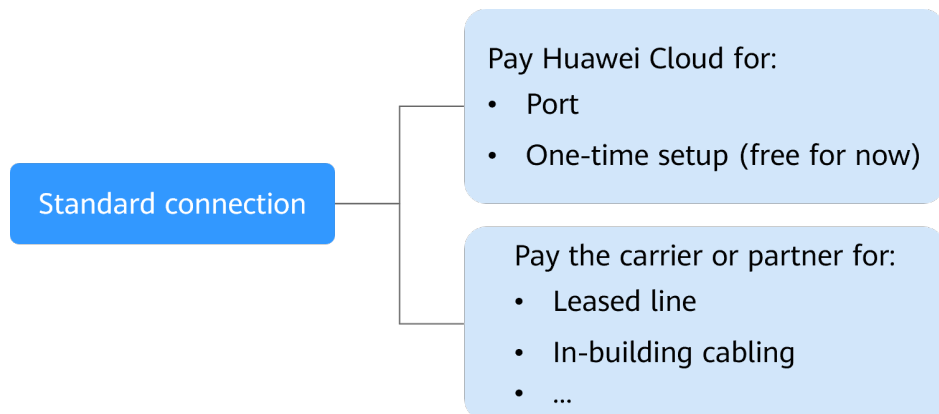 Standard connection
Pay Huawei Cloud for:
• Port
• One-time setup (free for now)
Pay the carrier or partner for:
• Leased line
• In-building cabling
• ...